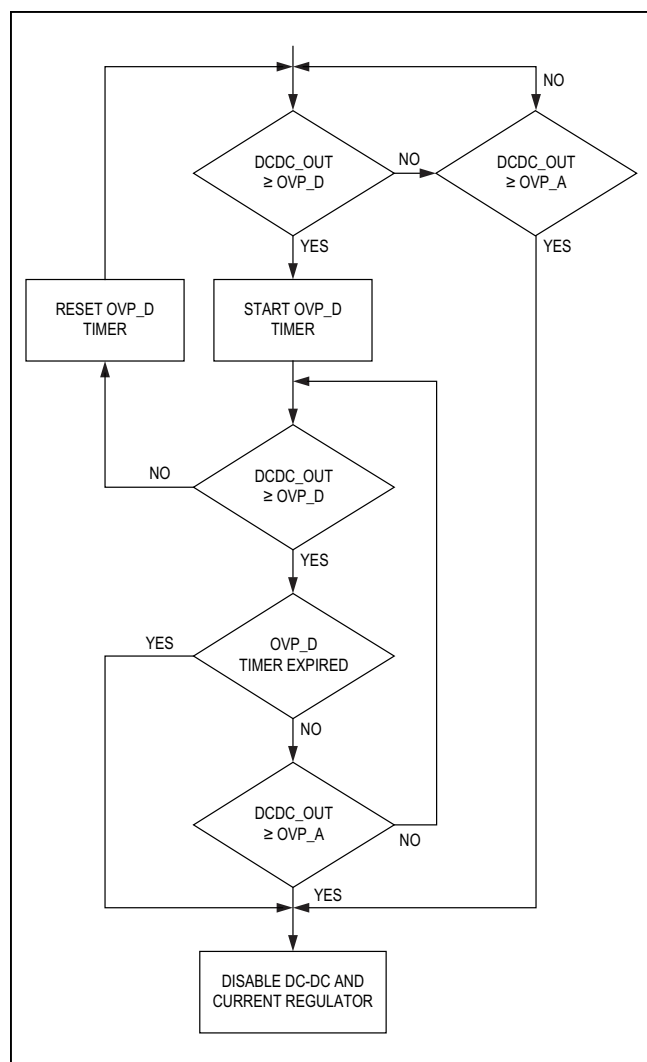 NO
DCDC_OUT
≥ OVP_D
NO
DCDC_OUT
≥ OVP_A
YES
YES
RESET OVP_D
TIMER
START OVP_D
TIMER
NO
DCDC_OUT
≥ OVP_D
YES
YES
OVP_D
TIMER EXPIRED
NO
DCDC_OUT
≥ OVP_A
NO
YES
DISABLE DC-DC AND
CURRENT REGULATOR